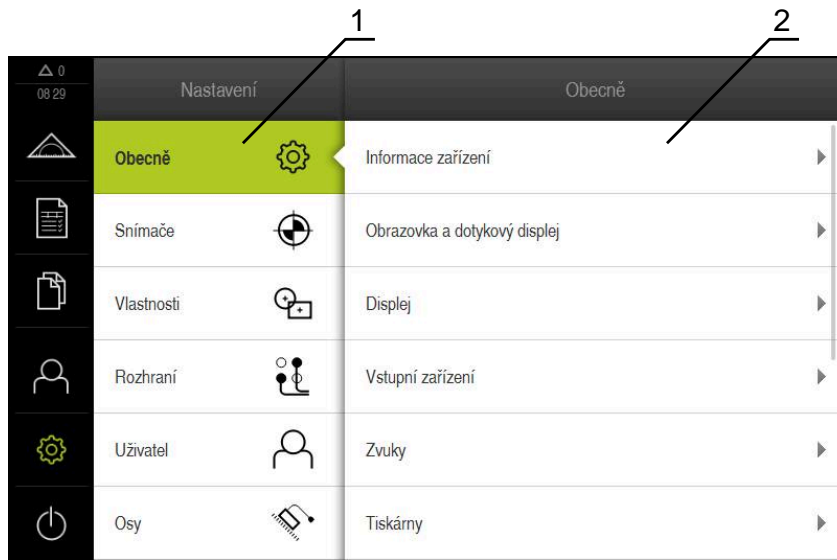 1
2
0
08 29
Nastavení
Obecně
Obecně
Snímače
Vlastnosti
Rozhraní
Uživatel
Osy
Informace zařízení
Obrazovka a dotykový displej
Displej
Vstupní zařízení
Zvuky
Tiskárny